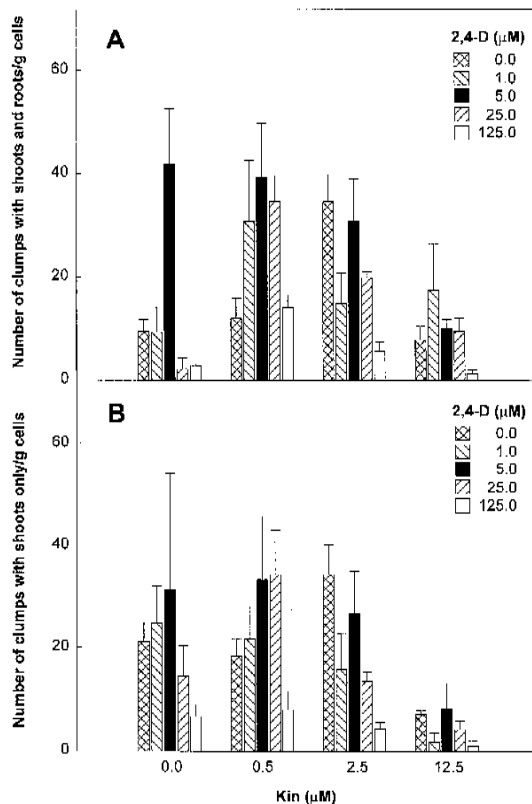 A
Number of clumps with shoots and roots/g cells
60
40
20
0
2,4-D (μM)
0.0
1.0
5.0
25.0
125.0
B
Number of clumps with shoots only/g cells
60
40
20
0
2,4-D (μM)
0.0
1.0
5.0
25.0
125.0
0.0 0.5 2.5 12.5
Kin (μM)